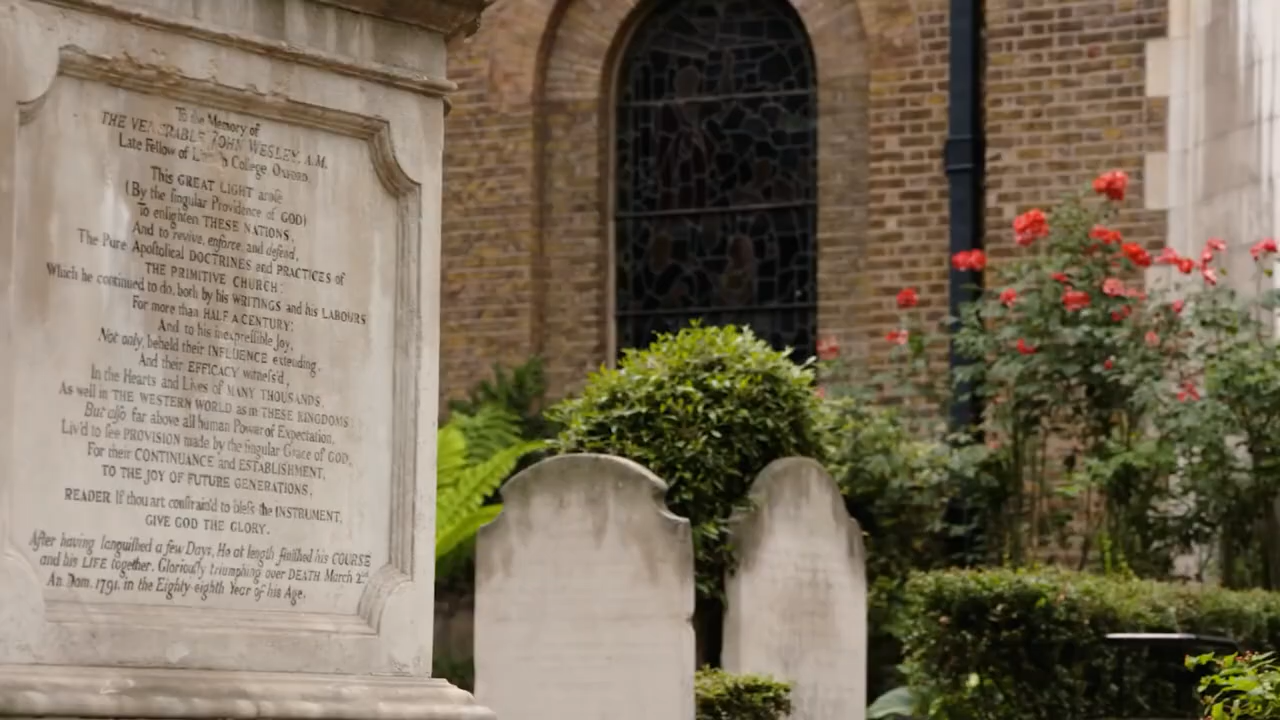 To the Memory of
THE VENERABLE JOHN WESLEY, A.M.
Late Fellow of College, Oxford.
This GREAT LIGHT aroſe
(By the ſingular Providence of GOD)
To enlighten THESE NATIONS,
And to revive, enforce, and defend,
The Pure Apoſtolical DOCTRINES and PRACTICES of
THE PRIMITIVE CHURCH:
Which he continued to do, both by his WRITINGS and his LABOURS
For more than HALF A CENTURY:
And to his inexpreſſible Joy,
Not only, beheld their INFLUENCE extending,
And their EFFICACY witneſs'd,
In the Hearts and Lives of MANY THOUSANDS,
As well in THE WESTERN WORLD as in THESE KINGDOMS:
But alſo far above all human Power of Expectation,
Liv'd to ſee PROVISION made by the ſingular Grace of GOD,
For their CONTINUANCE and ESTABLISHMENT,
TO THE JOY OF FUTURE GENERATIONS,
READER If thou art conſtrain'd to bleſs the INSTRUMENT,
GIVE GOD THE GLORY.
After having languiſhed a few Days, He at length finiſhed his COURSE
and his LIFE together. Gloriouſly triumphing over DEATH March 2d
An. Dom. 1791, in the Eighty-eighth Year of his Age.